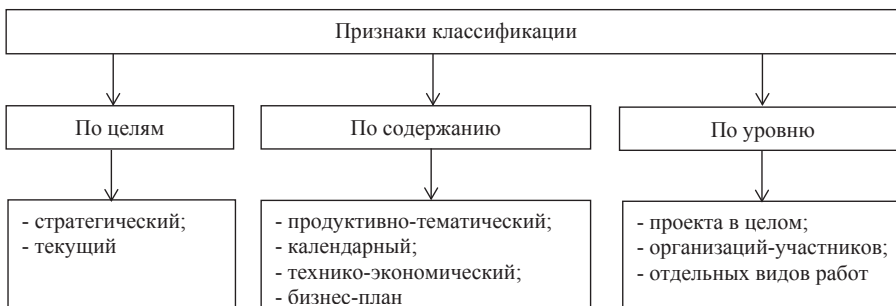 Признаки классификации
По целям
По содержанию
По уровню
- стратегический;
- текущий
- продуктивно-тематический;
- календарный;
- технико-экономический;
- бизнес-план
- проекта в целом;
- организаций-участников;
- отдельных видов работ